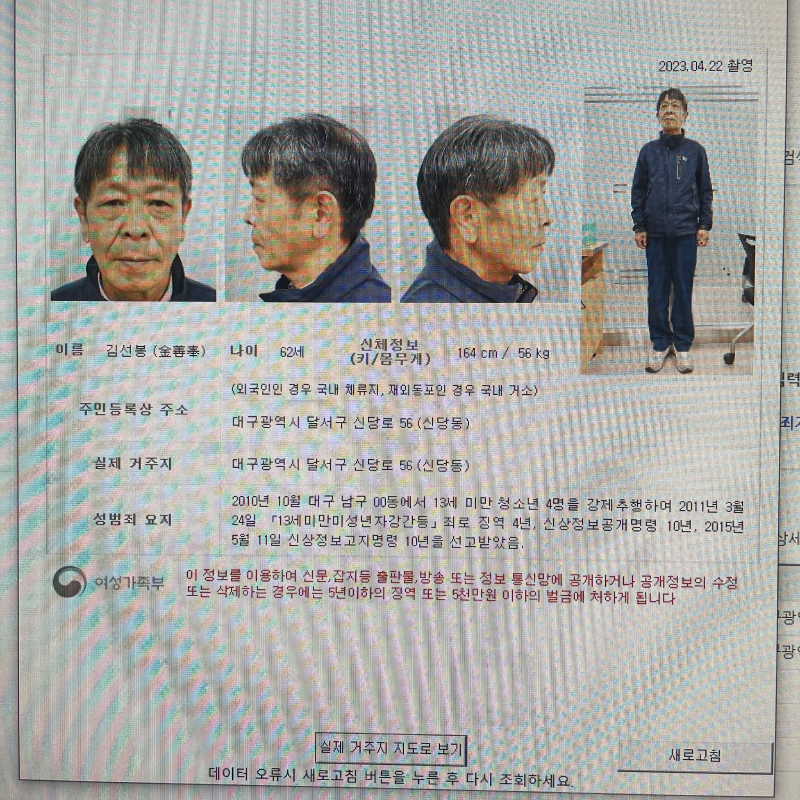 2023.04.22 촬영
이름 김선봉 (金善奉) 나이 62세 신체정보 (키/몸무게) 164 cm / 56 kg
주민등록상 주소
(외국인인 경우 국내 체류지, 재외동포인 경우 국내 거소)
대구광역시 달서구 신당로 56 (신당동)
실제 거주지 대구광역시 달서구 신당로 56 (신당동)
성범죄 요지
2010년 10월 대구 남구 00동에서 13세 미만 청소년 4명을 강제추행하여 2011년 3월
24일 「13세미만미성년자강간등」죄로 징역 4년, 신상정보공개명령 10년, 2015년
5월 11일 신상정보고지명령 10년을 선고받았음.
여성가족부
이 정보를 이용하여 신문,잡지등 출판물,방송 또는 정보 통신망에 공개하거나 공개정보의 수정
또는 삭제하는 경우에는 5년이하의 징역 또는 5천만원 이하의 벌금에 처하게 됩니다
실제 거주지 지도로 보기
새로고침
데이터 오류시 새로고침 버튼을 누른 후 다시 조회하세요.